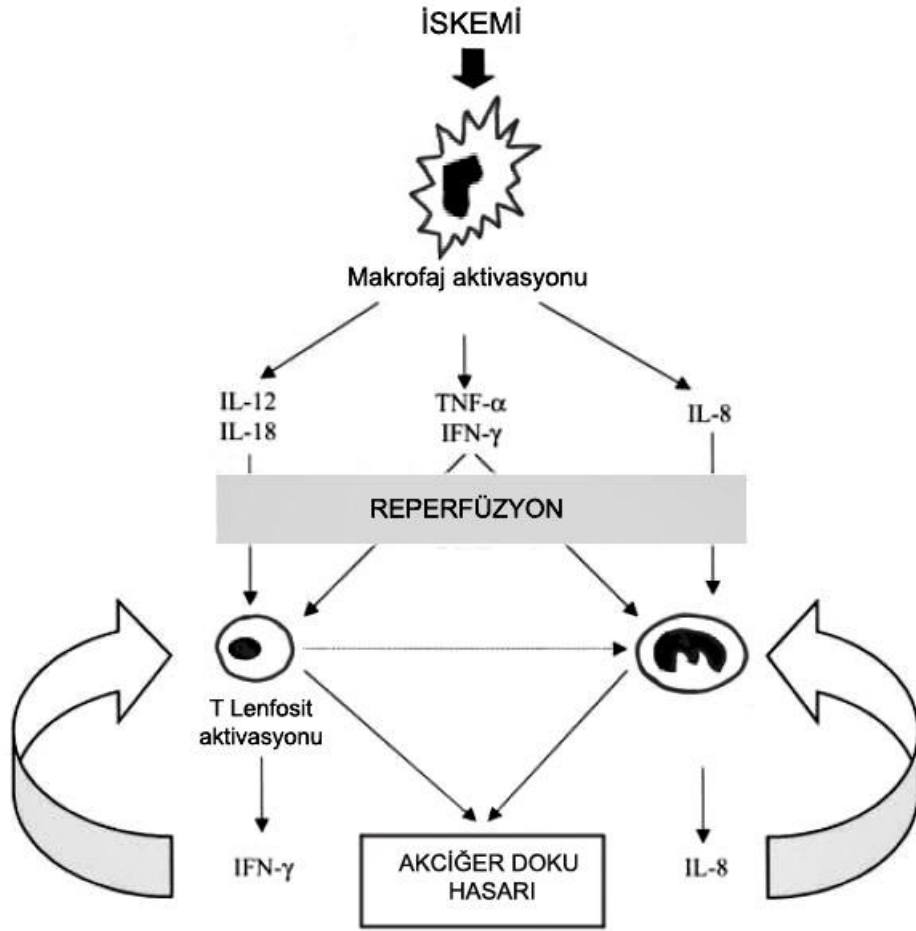 İSKEMİ
Makrofaj aktivasyonu
IL-12
IL-18
TNF-α
IFN-γ
IL-8
REPERFÜZYON
T Lenfosit
aktivasyonu
IFN-γ
AKCİĞER DOKU
HASARI
IL-8